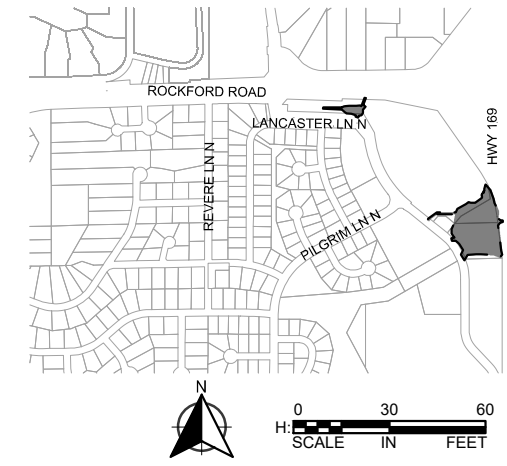 ROCKFORD ROAD
LANCASTER LN N
HWY 169
REVERE LN N
PILGRIM LN N
N
0 30 60
H:
SCALE IN FEET